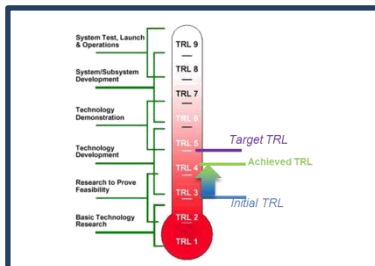 System Test, Launch
& Operations
System/Subsystem
Development
Technology
Demonstration
Technology
Development
Research to Prove
Feasibility
Basic Technology
Research
TRL 9
TRL 8
TRL 7
TRL 6
TRL 5
TRL 4
TRL 3
TRL 2
TRL 1
Target TRL
Achieved TRL
Initial TRL